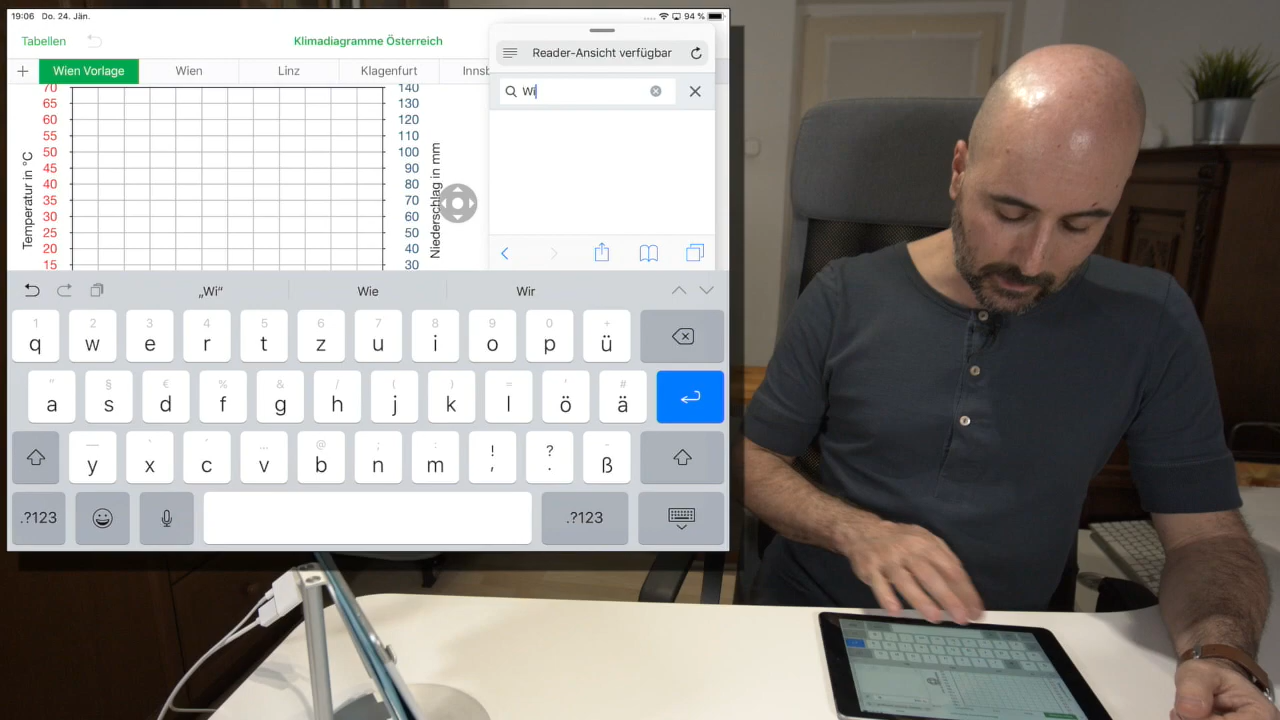 19:06 Do. 24. Jän.
94 %
Tabellen
Klimadiagramme Österreich
Wien Vorlage
Wien
Linz
Klagenfurt
Innsb
Reader-Ansicht verfügbar
Wi
Temperatur in °C
70
65
60
55
50
45
40
35
30
25
20
15
140
130
120
110
100
90
80
70
60
50
40
30
Niederschlag in mm
„Wi“
Wie
Wir
1 2 3 4 5 6 7 8 9 0 +
q w e r t z u i o p ü
" § € % & / ( ) = ' #
a s d f g h j k l ö ä
— ` ´ ... @ ; : ! ? -
y x c v b n m , . ß
.?123
.?123